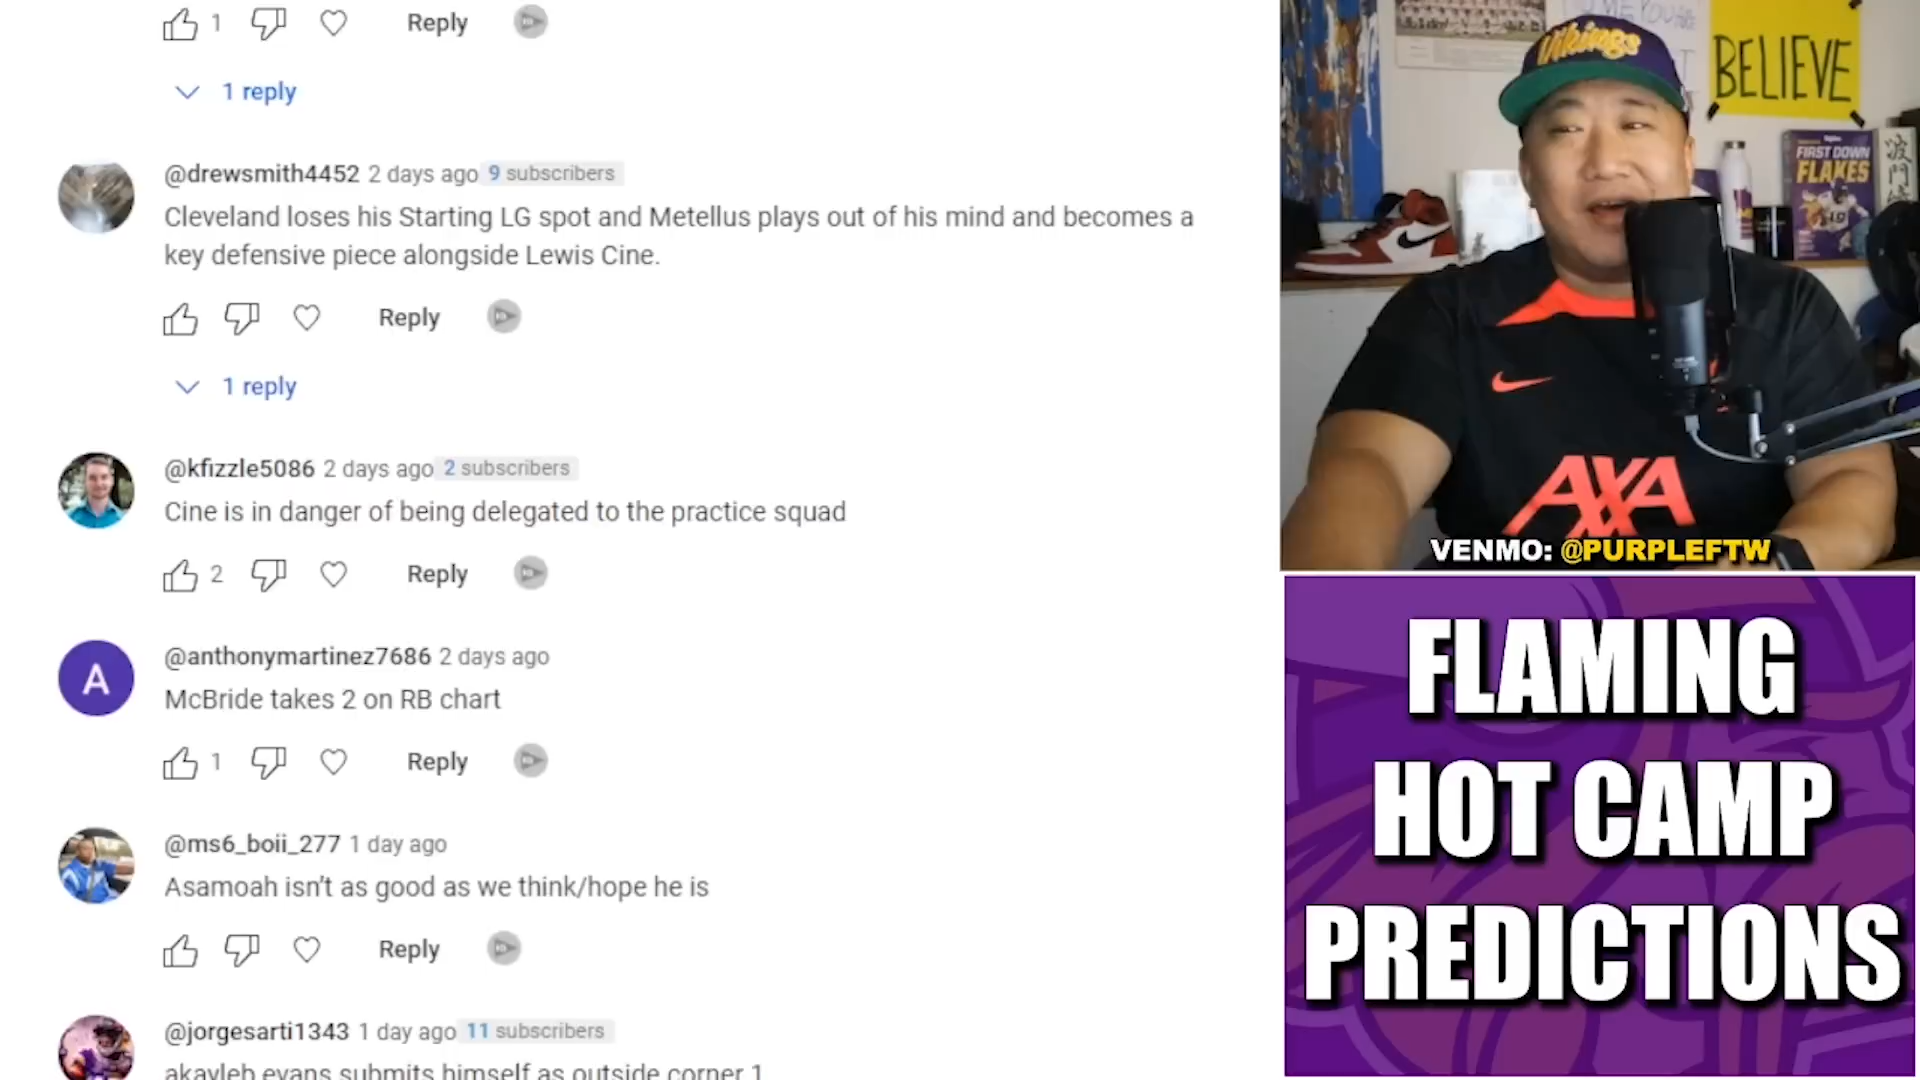 1 Reply
1 reply
@drewsmith4452 2 days ago 9 subscribers
Cleveland loses his Starting LG spot and Metellus plays out of his mind and becomes a
key defensive piece alongside Lewis Cine.
Reply
1 reply
@kfizzle5086 2 days ago 2 subscribers
Cine is in danger of being delegated to the practice squad
2 Reply
A
@anthonymartinez7686 2 days ago
McBride takes 2 on RB chart
1 Reply
@ms6_boii_277 1 day ago
Asamoah isn't as good as we think/hope he is
Reply
@jorgesarti1343 1 day ago 11 subscribers
akayleb evans submits himself as outside corner 1
Vikings
BELIEVE
FIRST DOWN
FLAKES
19
AXA
VENMO: @PURPLEFTW
FLAMING
HOT CAMP
PREDICTIONS